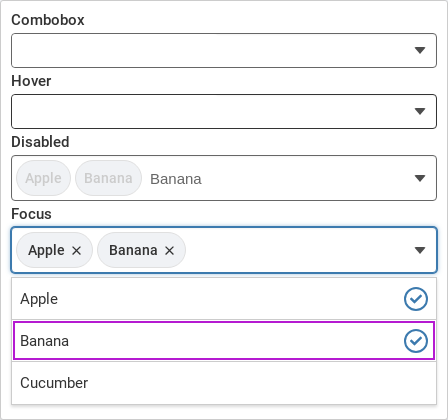 Combobox
Hover
Disabled
Apple Banana Banana
Focus
Apple × Banana ×
Apple
Banana
Cucumber